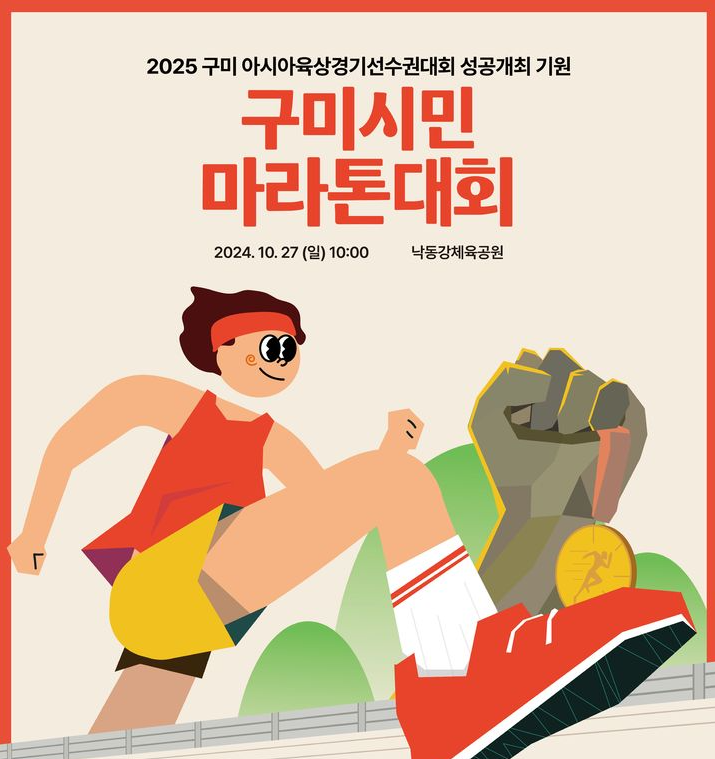 2025 구미 아시아육상경기선수권대회 성공개최 기원
구미시민
마라톤대회
2024. 10. 27 (일) 10:00 낙동강체육공원